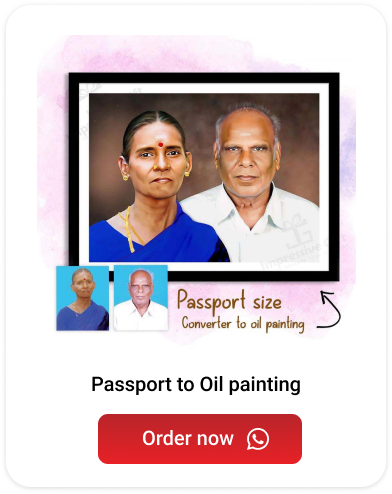 Passport size
Converter to oil painting
Passport to Oil painting
Order now